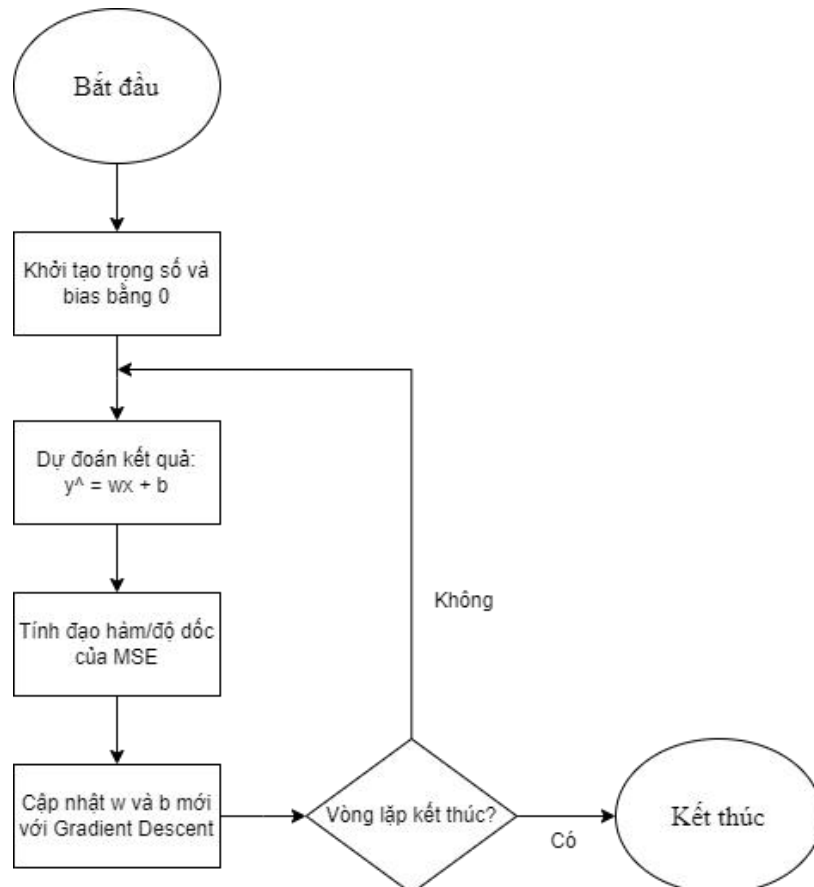 Bắt đầu
Khởi tạo trọng số và
bias bằng 0
Dự đoán kết quả:
y^ = wx + b
Tính đạo hàm/độ dốc
của MSE
Cập nhật w và b mới
với Gradient Descent
Vòng lặp kết thúc?
Không
Có
Kết thúc